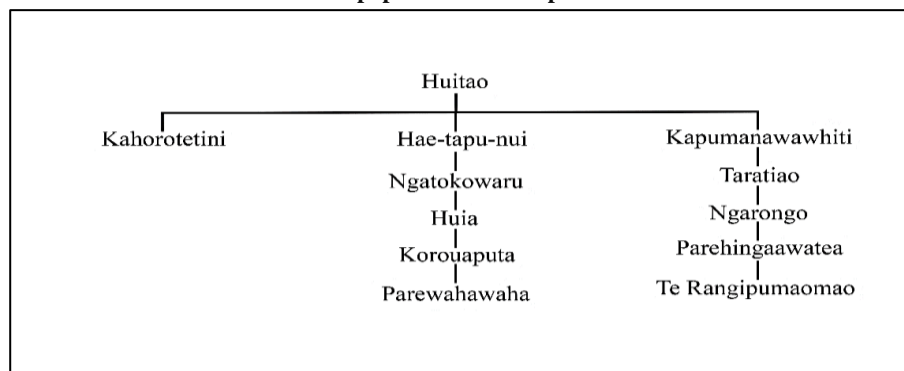 Huitao
Kahorotetini Hae-tapu-nui Kapumanawawhiti
Taratiao
Ngatokowaru
Ngarongo
Huia
Korouaputa Parehingaawatea
Parewahawaha Te Rangipumaomao